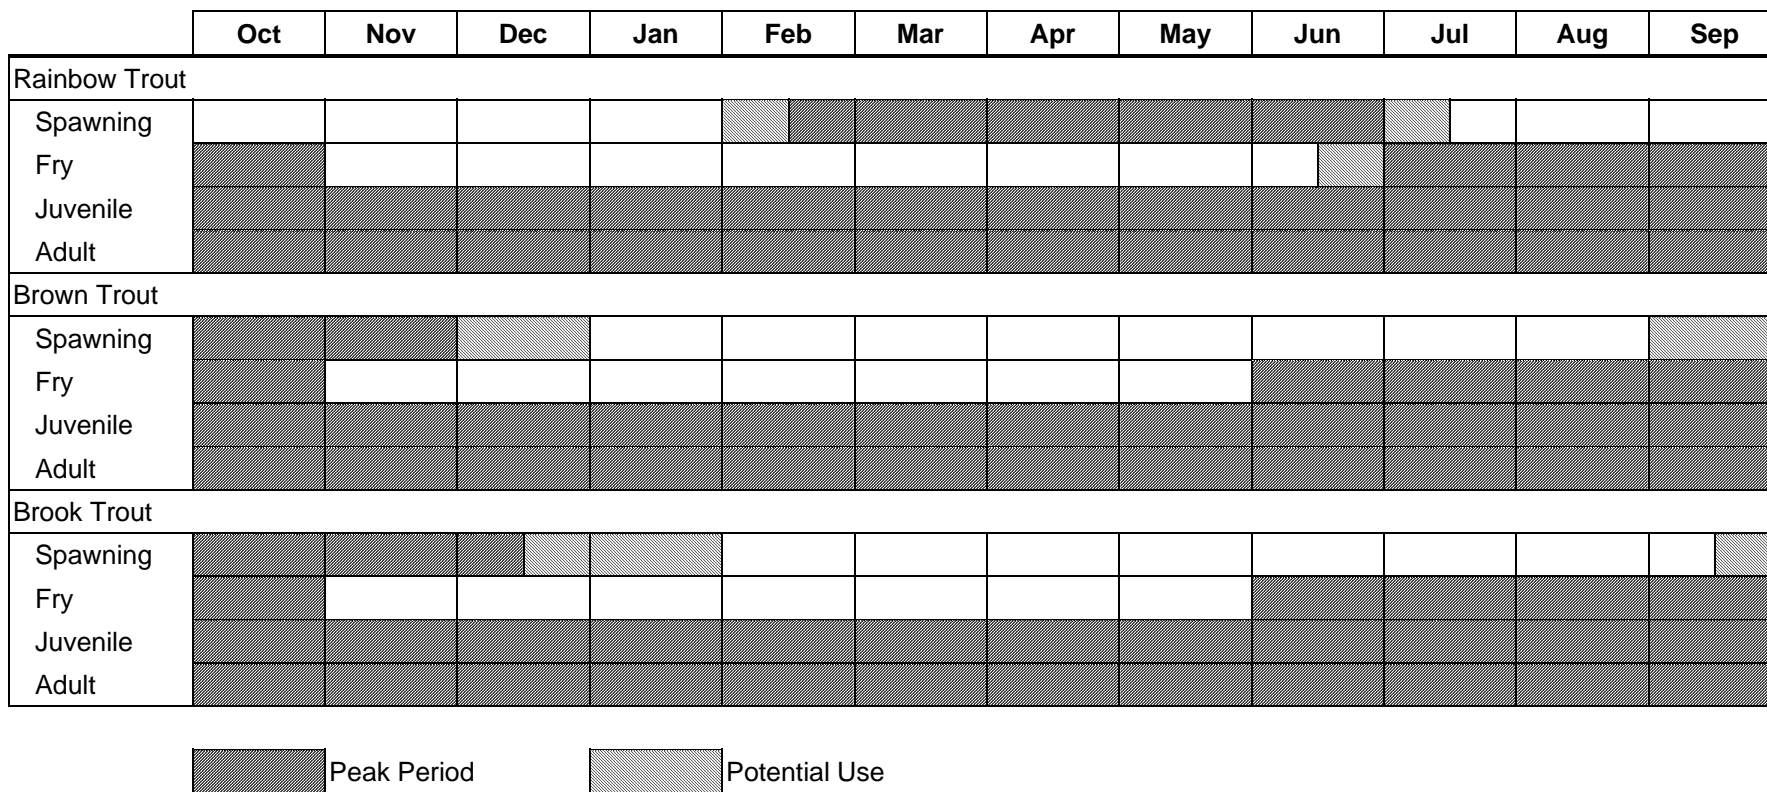 Oct Nov Dec Jan Feb Mar Apr May Jun Jul Aug Sep
Rainbow Trout
Spawning
Fry
Juvenile
Adult
Brown Trout
Spawning
Fry
Juvenile
Adult
Brook Trout
Spawning
Fry
Juvenile
Adult
Peak Period Potential Use